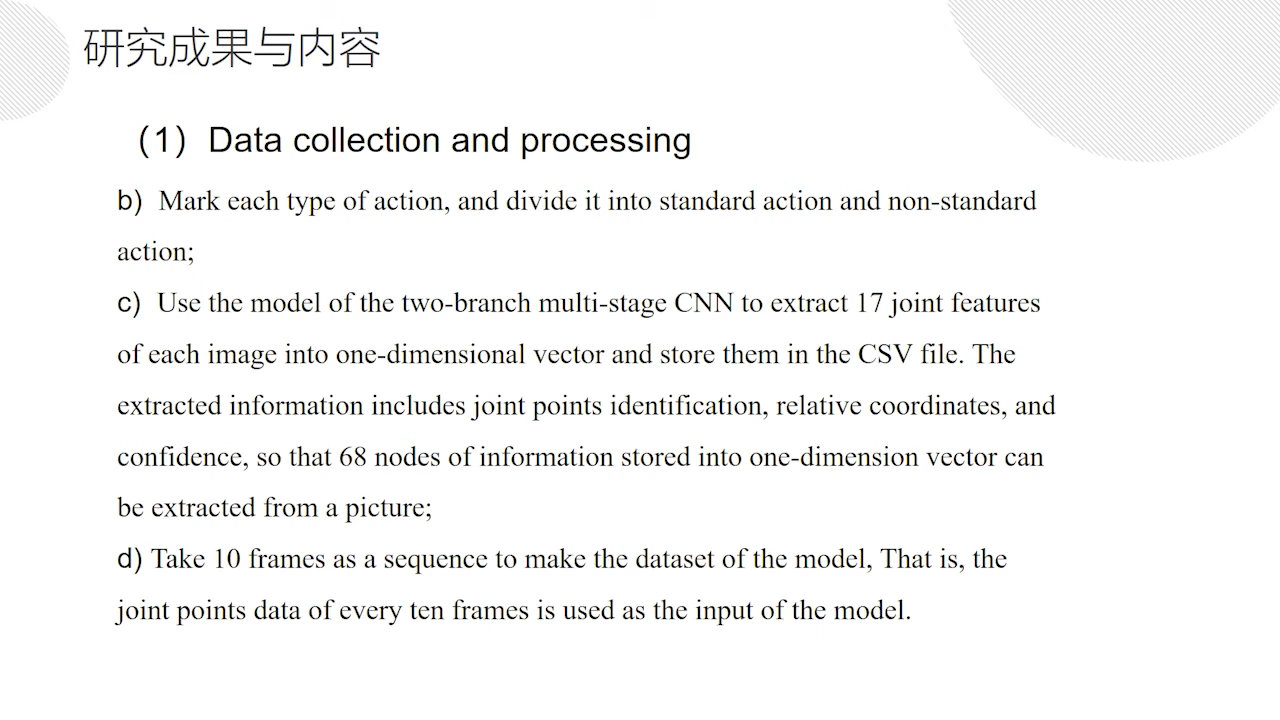 研究成果与内容
（1）Data collection and processing
b) Mark each type of action, and divide it into standard action and non-standard
action;
c) Use the model of the two-branch multi-stage CNN to extract 17 joint features
of each image into one-dimensional vector and store them in the CSV file. The
extracted information includes joint points identification, relative coordinates, and
confidence, so that 68 nodes of information stored into one-dimension vector can
be extracted from a picture;
d) Take 10 frames as a sequence to make the dataset of the model, That is, the
joint points data of every ten frames is used as the input of the model.